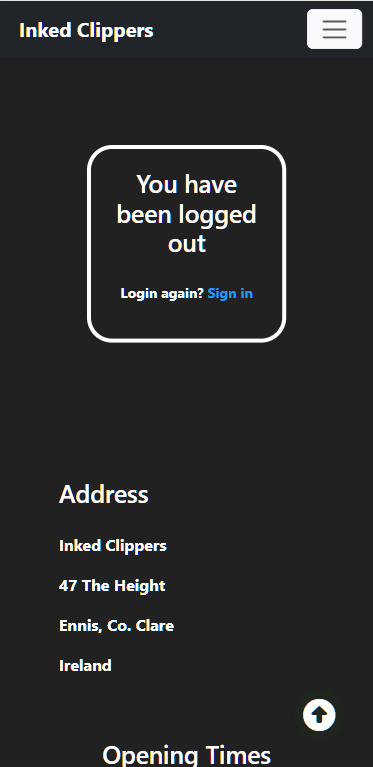 Inked Clippers
You have
been logged
out
Login again? Sign in
Address
Inked Clippers
47 The Height
Ennis, Co. Clare
Ireland
Opening Times